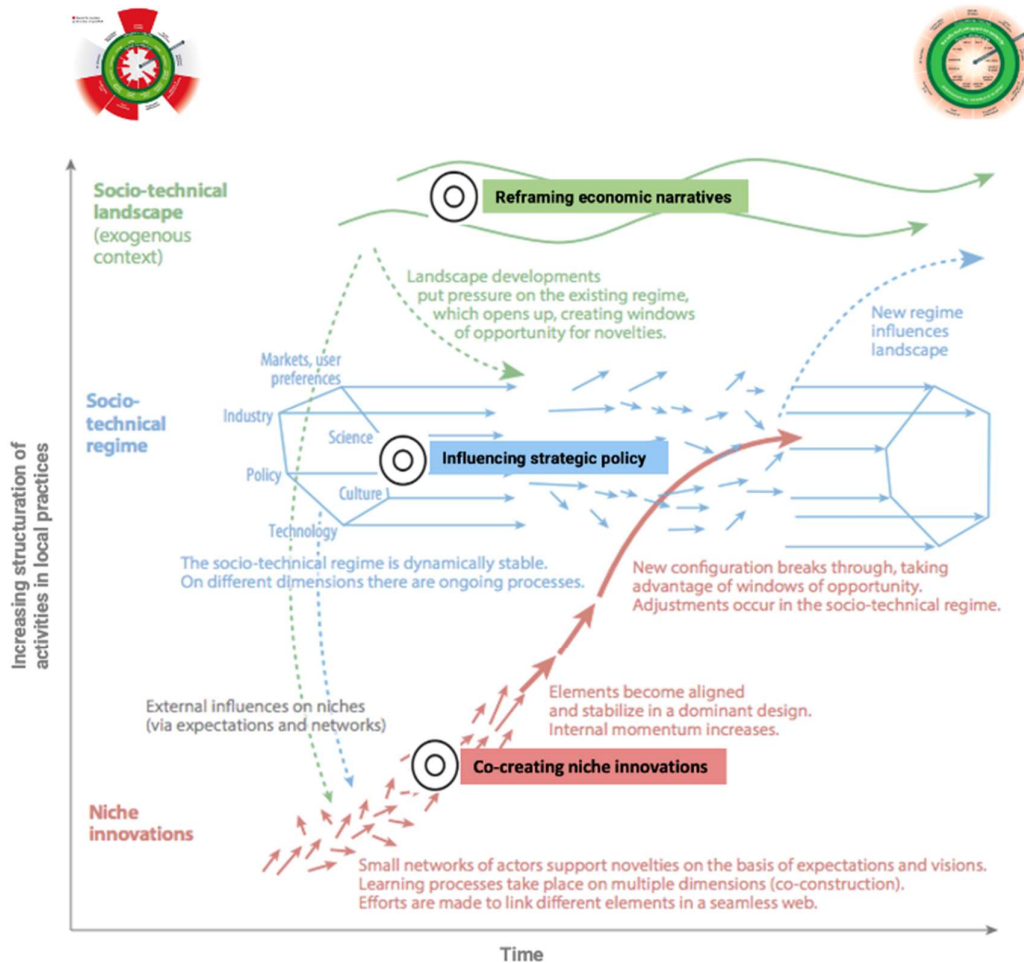 Socio-technical
landscape
(exogenous
context)
Reframing economic narratives
Landscape developments
put pressure on the existing regime,
which opens up, creating windows
of opportunity for novelties.
New regime
influences
landscape
Socio-
technical
regime
Markets, user
preferences
Industry
Science
Policy
Culture
Technology
Influencing strategic policy
The socio-technical regime is dynamically stable.
On different dimensions there are ongoing processes.
New configuration breaks through, taking
advantage of windows of opportunity.
Adjustments occur in the socio-technical regime.
External influences on niches
(via expectations and networks)
Elements become aligned
and stabilize in a dominant design.
Internal momentum increases.
Co-creating niche innovations
Niche
innovations
Small networks of actors support novelties on the basis of expectations and visions.
Learning processes take place on multiple dimensions (co-construction).
Efforts are made to link different elements in a seamless web.
Increasing structuration of
activities in local practices
Time